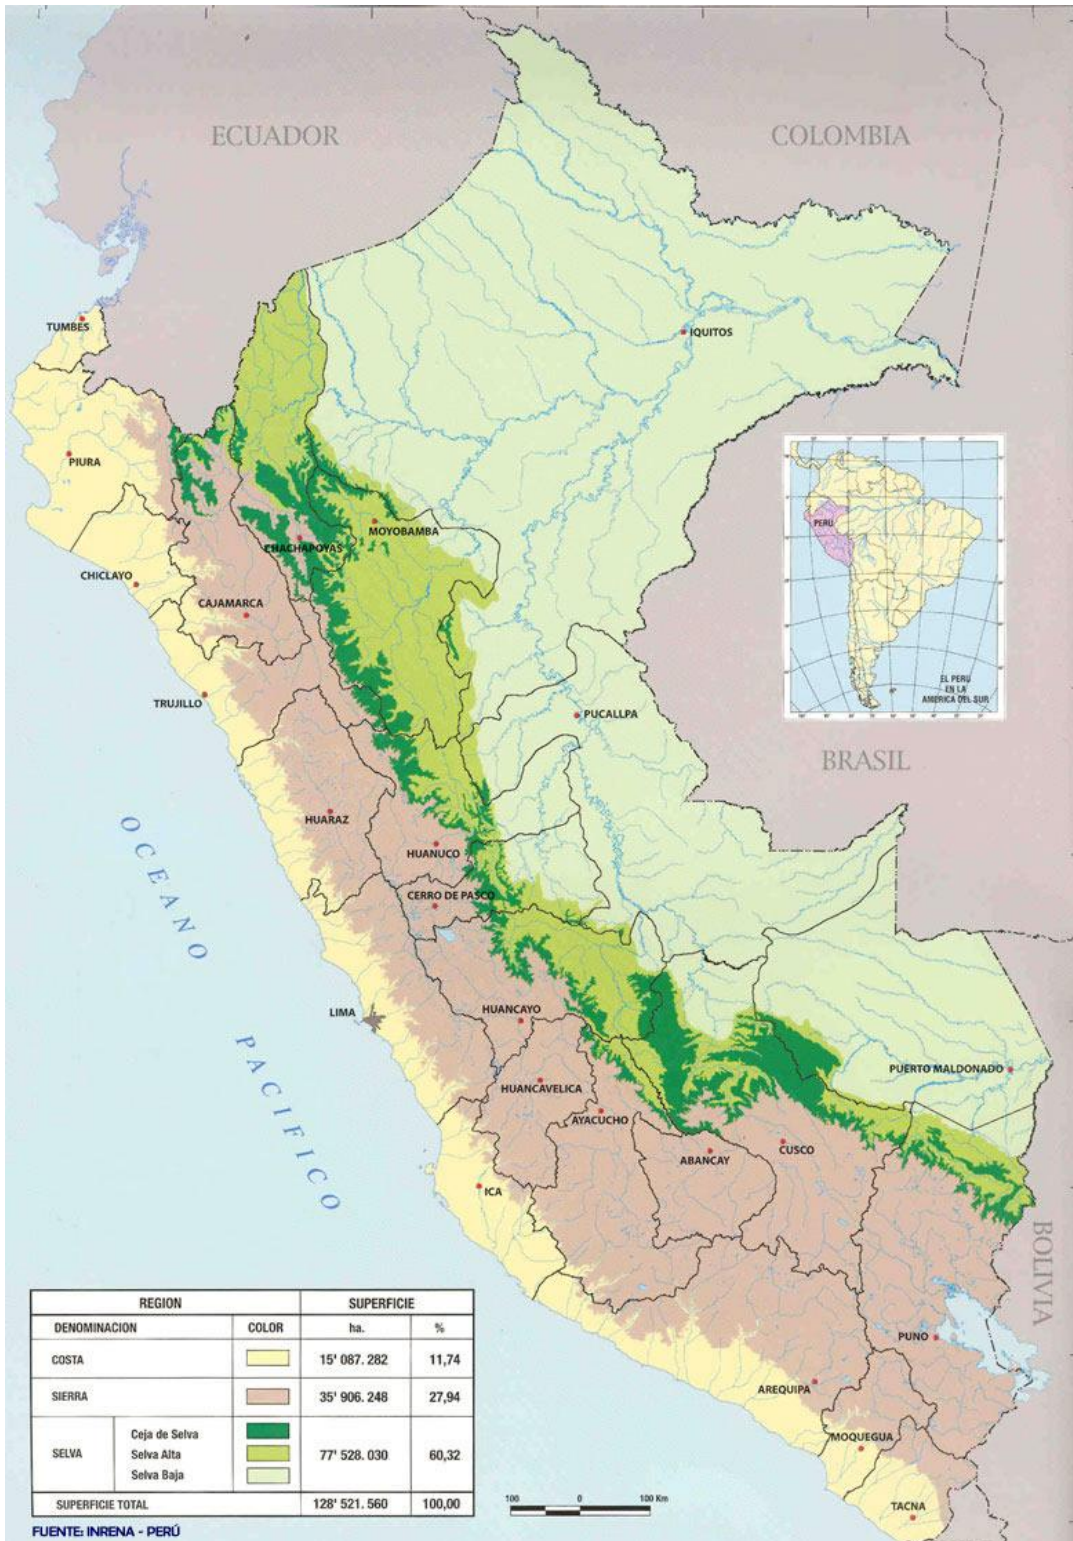 ECUADOR
COLOMBIA
TUMBES
IQUITOS
PIURA
MOYOBAMBA
CHACHAPOYAS
CHICLAYO
CAJAMARCA
PERÚ
EL PERU
EN LA
AMERICA DEL SUR
TRUJILLO
PUCALLPA
BRASIL
HUARAZ
HUANUCO
CERRO DE PASCO
OCEANO PACIFICO
LIMA
HUANCAYO
HUANCAVELICA
AYACUCHO
ABANCAY
CUSCO
PUERTO MALDONADO
ICA
BOLIVIA
PUNO
AREQUIPA
MOQUEGUA
TACNA
REGION SUPERFICIE
DENOMINACION COLOR ha. %
COSTA 15' 087. 282 11,74
SIERRA 35' 906. 248 27,94
SELVA Ceja de Selva
Selva Alta 77' 528. 030 60,32
Selva Baja
SUPERFICIE TOTAL 128' 521. 560 100,00
100 0 100 Km
FUENTE: INRENA - PERÚ